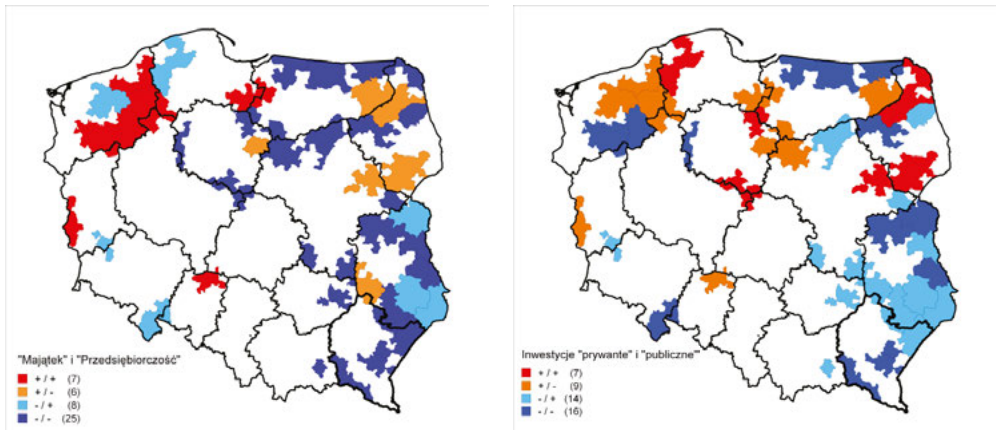 "Majątek" i "Przedsiębiorczość"
+ / + (7)
+ / - (6)
- / + (8)
- / - (25)
Inwestycje "prywante" i "publiczne'"
+ / + (7)
+ / - (9)
- / + (14)
- / - (16)